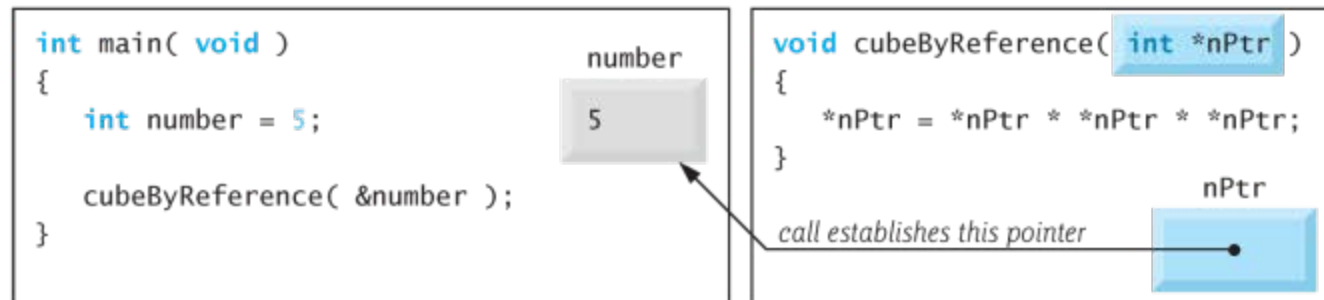 int main( void )
{
int number = 5;
cubeByReference( &number );
}
number
5
void cubeByReference( int *nPtr )
{
*nPtr = *nPtr * *nPtr * *nPtr;
}
nPtr
call establishes this pointer